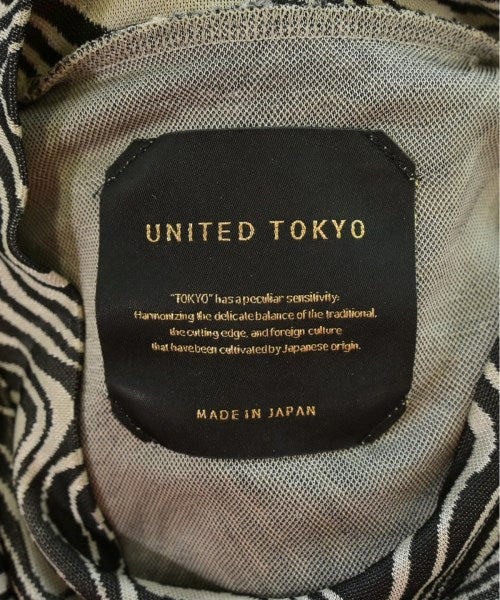 UNITED TOKYO
"TOKYO" has a peculiar sensitivity.
Harmonizing the delicate balance of the traditional,
the cutting edge, and foreign culture
that have been cultivated by Japanese origin.
MADE IN JAPAN